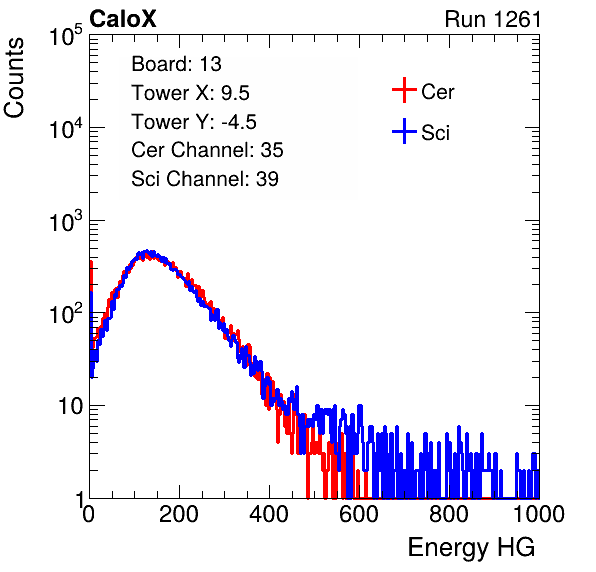 CaloX Run 1261
Counts
10^5
10^4
10^3
10^2
10
1
Board: 13
Tower X: 9.5
Tower Y: -4.5
Cer Channel: 35
Sci Channel: 39
Cer
Sci
0 200 400 600 800 1000
Energy HG